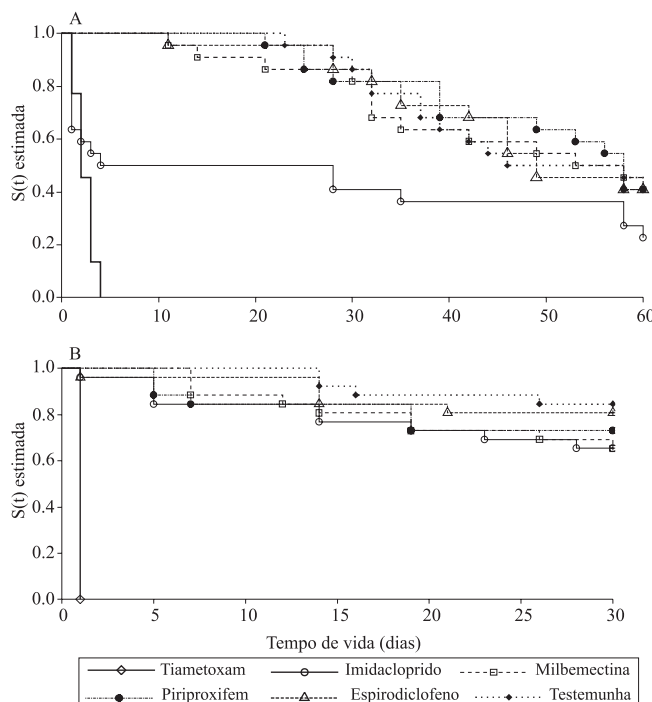 A
1.0
0.8
0.6
0.4
0.2
0.0
S(t) estimada
0 10 20 30 40 50 60
B
1.0
0.8
0.6
0.4
0.2
0.0
S(t) estimada
0 5 10 15 20 25 30
Tempo de vida (dias)
Tiametoxam Imidacloprido Milbemectina
Piriproxifem Espirodiclofeno Testemunha